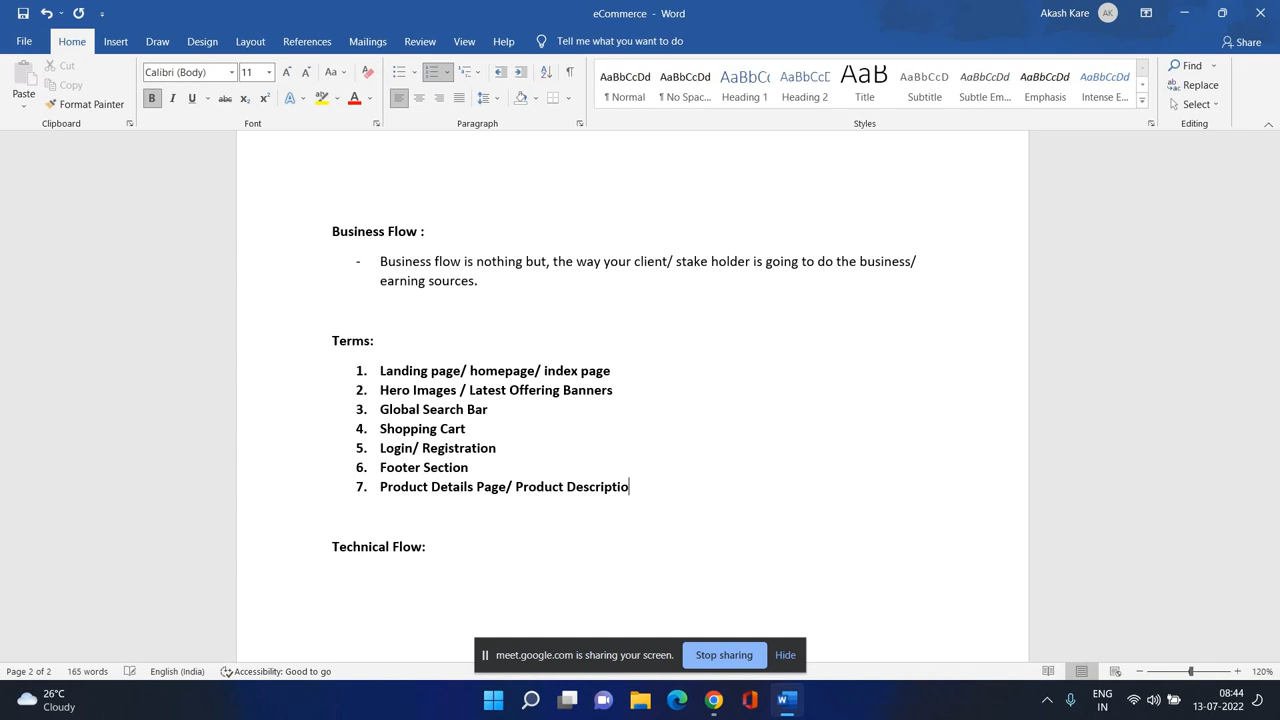 eCommerce - Word
Akash Kare AK
File Home Insert Draw Design Layout References Mailings Review View Help Tell me what you want to do Share
Paste Cut Copy Format Painter
Calibri (Body) 11
AaBbCcDd AaBbCcDd AaBbCc AaBbCcD AaB AaBbCcDd AaBbCcDd AaBbCcDd AaBbCcDd
¶ Normal ¶ No Spac... Heading 1 Heading 2 Title Subtitle Subtle Em... Emphasis Intense E...
Find
Replace
Select
Clipboard Font Paragraph Styles Editing
Business Flow :
- Business flow is nothing but, the way your client/ stake holder is going to do the business/
earning sources.
Terms:
1. Landing page/ homepage/ index page
2. Hero Images / Latest Offering Banners
3. Global Search Bar
4. Shopping Cart
5. Login/ Registration
6. Footer Section
7. Product Details Page/ Product Descriptio
Technical Flow:
meet.google.com is sharing your screen. Stop sharing Hide
Page 2 of 2 165 words English (India) Accessibility: Good to go 120%
26°C
Cloudy
ENG
IN
08:44
13-07-2022